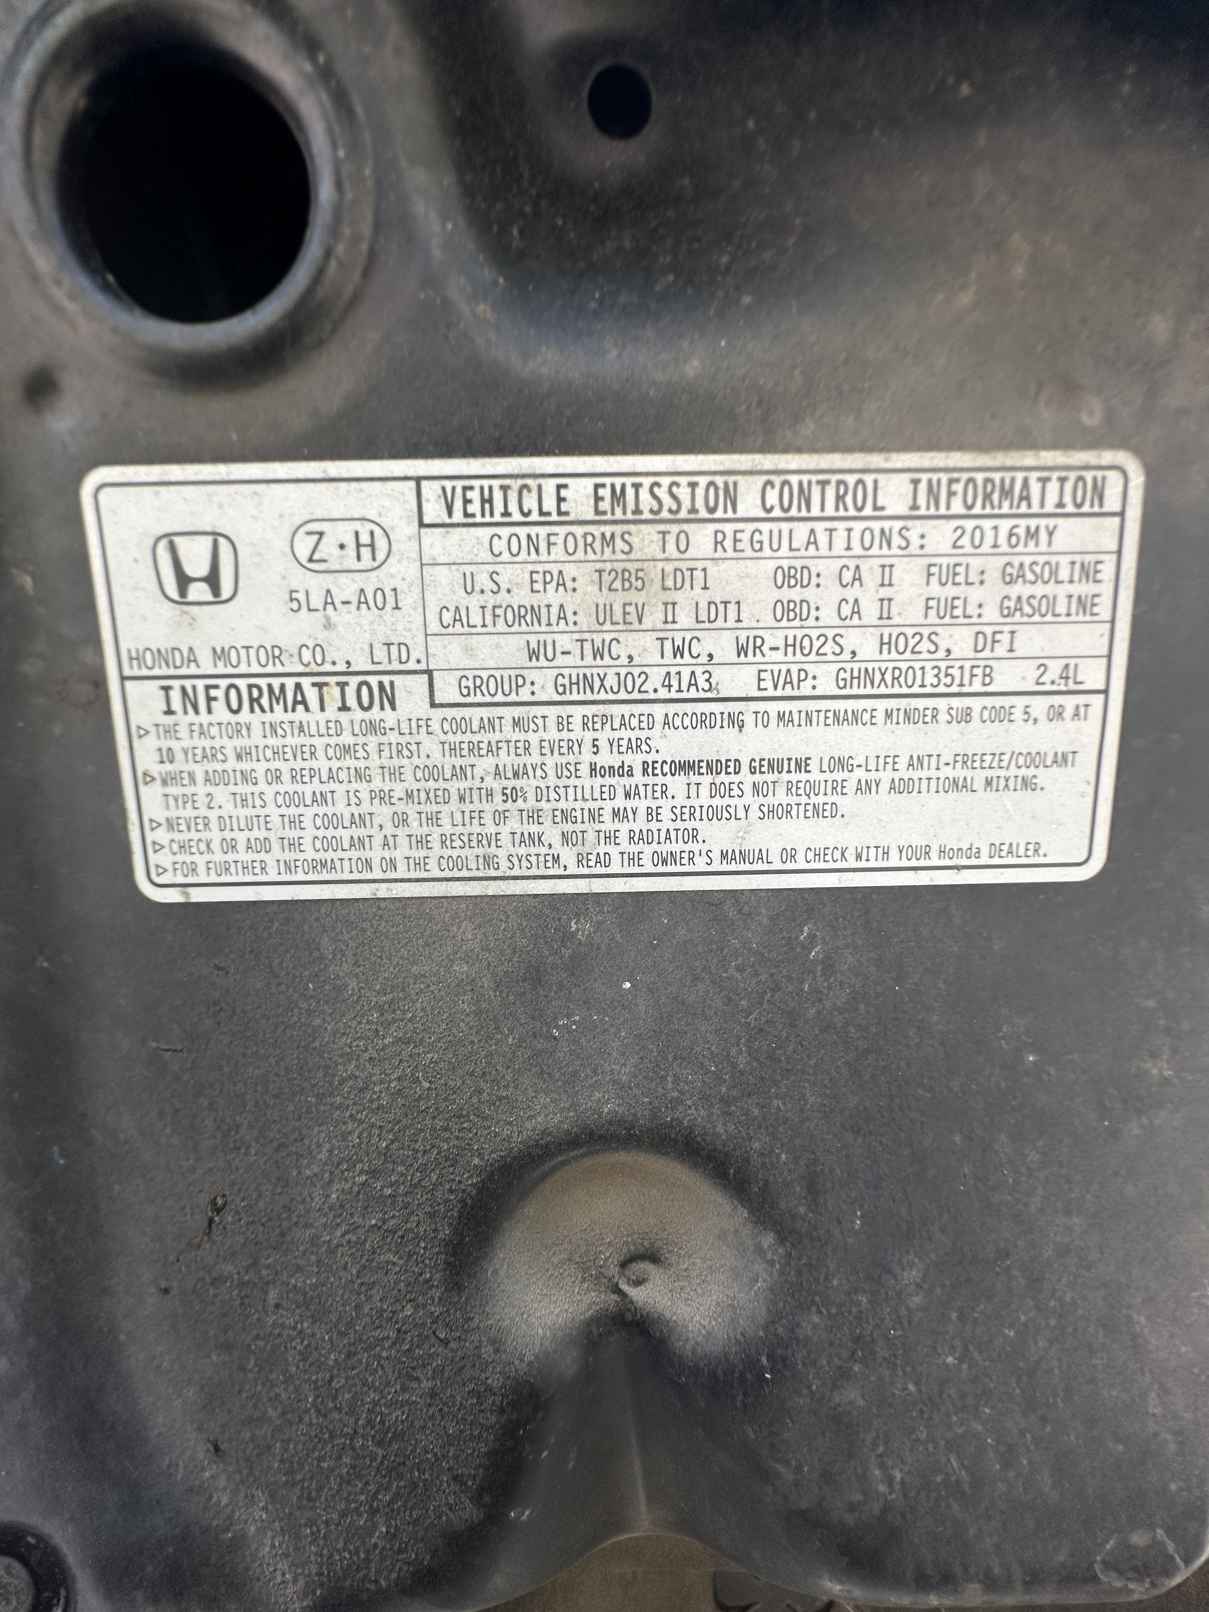 VEHICLE EMISSION CONTROL INFORMATION
Z·H
5LA-A01
HONDA MOTOR CO., LTD.
CONFORMS TO REGULATIONS: 2016MY
U.S. EPA: T2B5 LDT1 OBD: CA II FUEL: GASOLINE
CALIFORNIA: ULEV II LDT1 OBD: CA II FUEL: GASOLINE
WU-TWC, TWC, WR-HO2S, HO2S, DFI
GROUP: GHNXJ02.41A3 EVAP: GHNXR01351FB 2.4L
INFORMATION
▷THE FACTORY INSTALLED LONG-LIFE COOLANT MUST BE REPLACED ACCORDING TO MAINTENANCE MINDER SUB CODE 5, OR AT
10 YEARS WHICHEVER COMES FIRST. THEREAFTER EVERY 5 YEARS.
▷WHEN ADDING OR REPLACING THE COOLANT, ALWAYS USE Honda RECOMMENDED GENUINE LONG-LIFE ANTI-FREEZE/COOLANT
TYPE 2. THIS COOLANT IS PRE-MIXED WITH 50% DISTILLED WATER. IT DOES NOT REQUIRE ANY ADDITIONAL MIXING.
▷NEVER DILUTE THE COOLANT, OR THE LIFE OF THE ENGINE MAY BE SERIOUSLY SHORTENED.
▷CHECK OR ADD THE COOLANT AT THE RESERVE TANK, NOT THE RADIATOR.
▷FOR FURTHER INFORMATION ON THE COOLING SYSTEM, READ THE OWNER'S MANUAL OR CHECK WITH YOUR Honda DEALER.